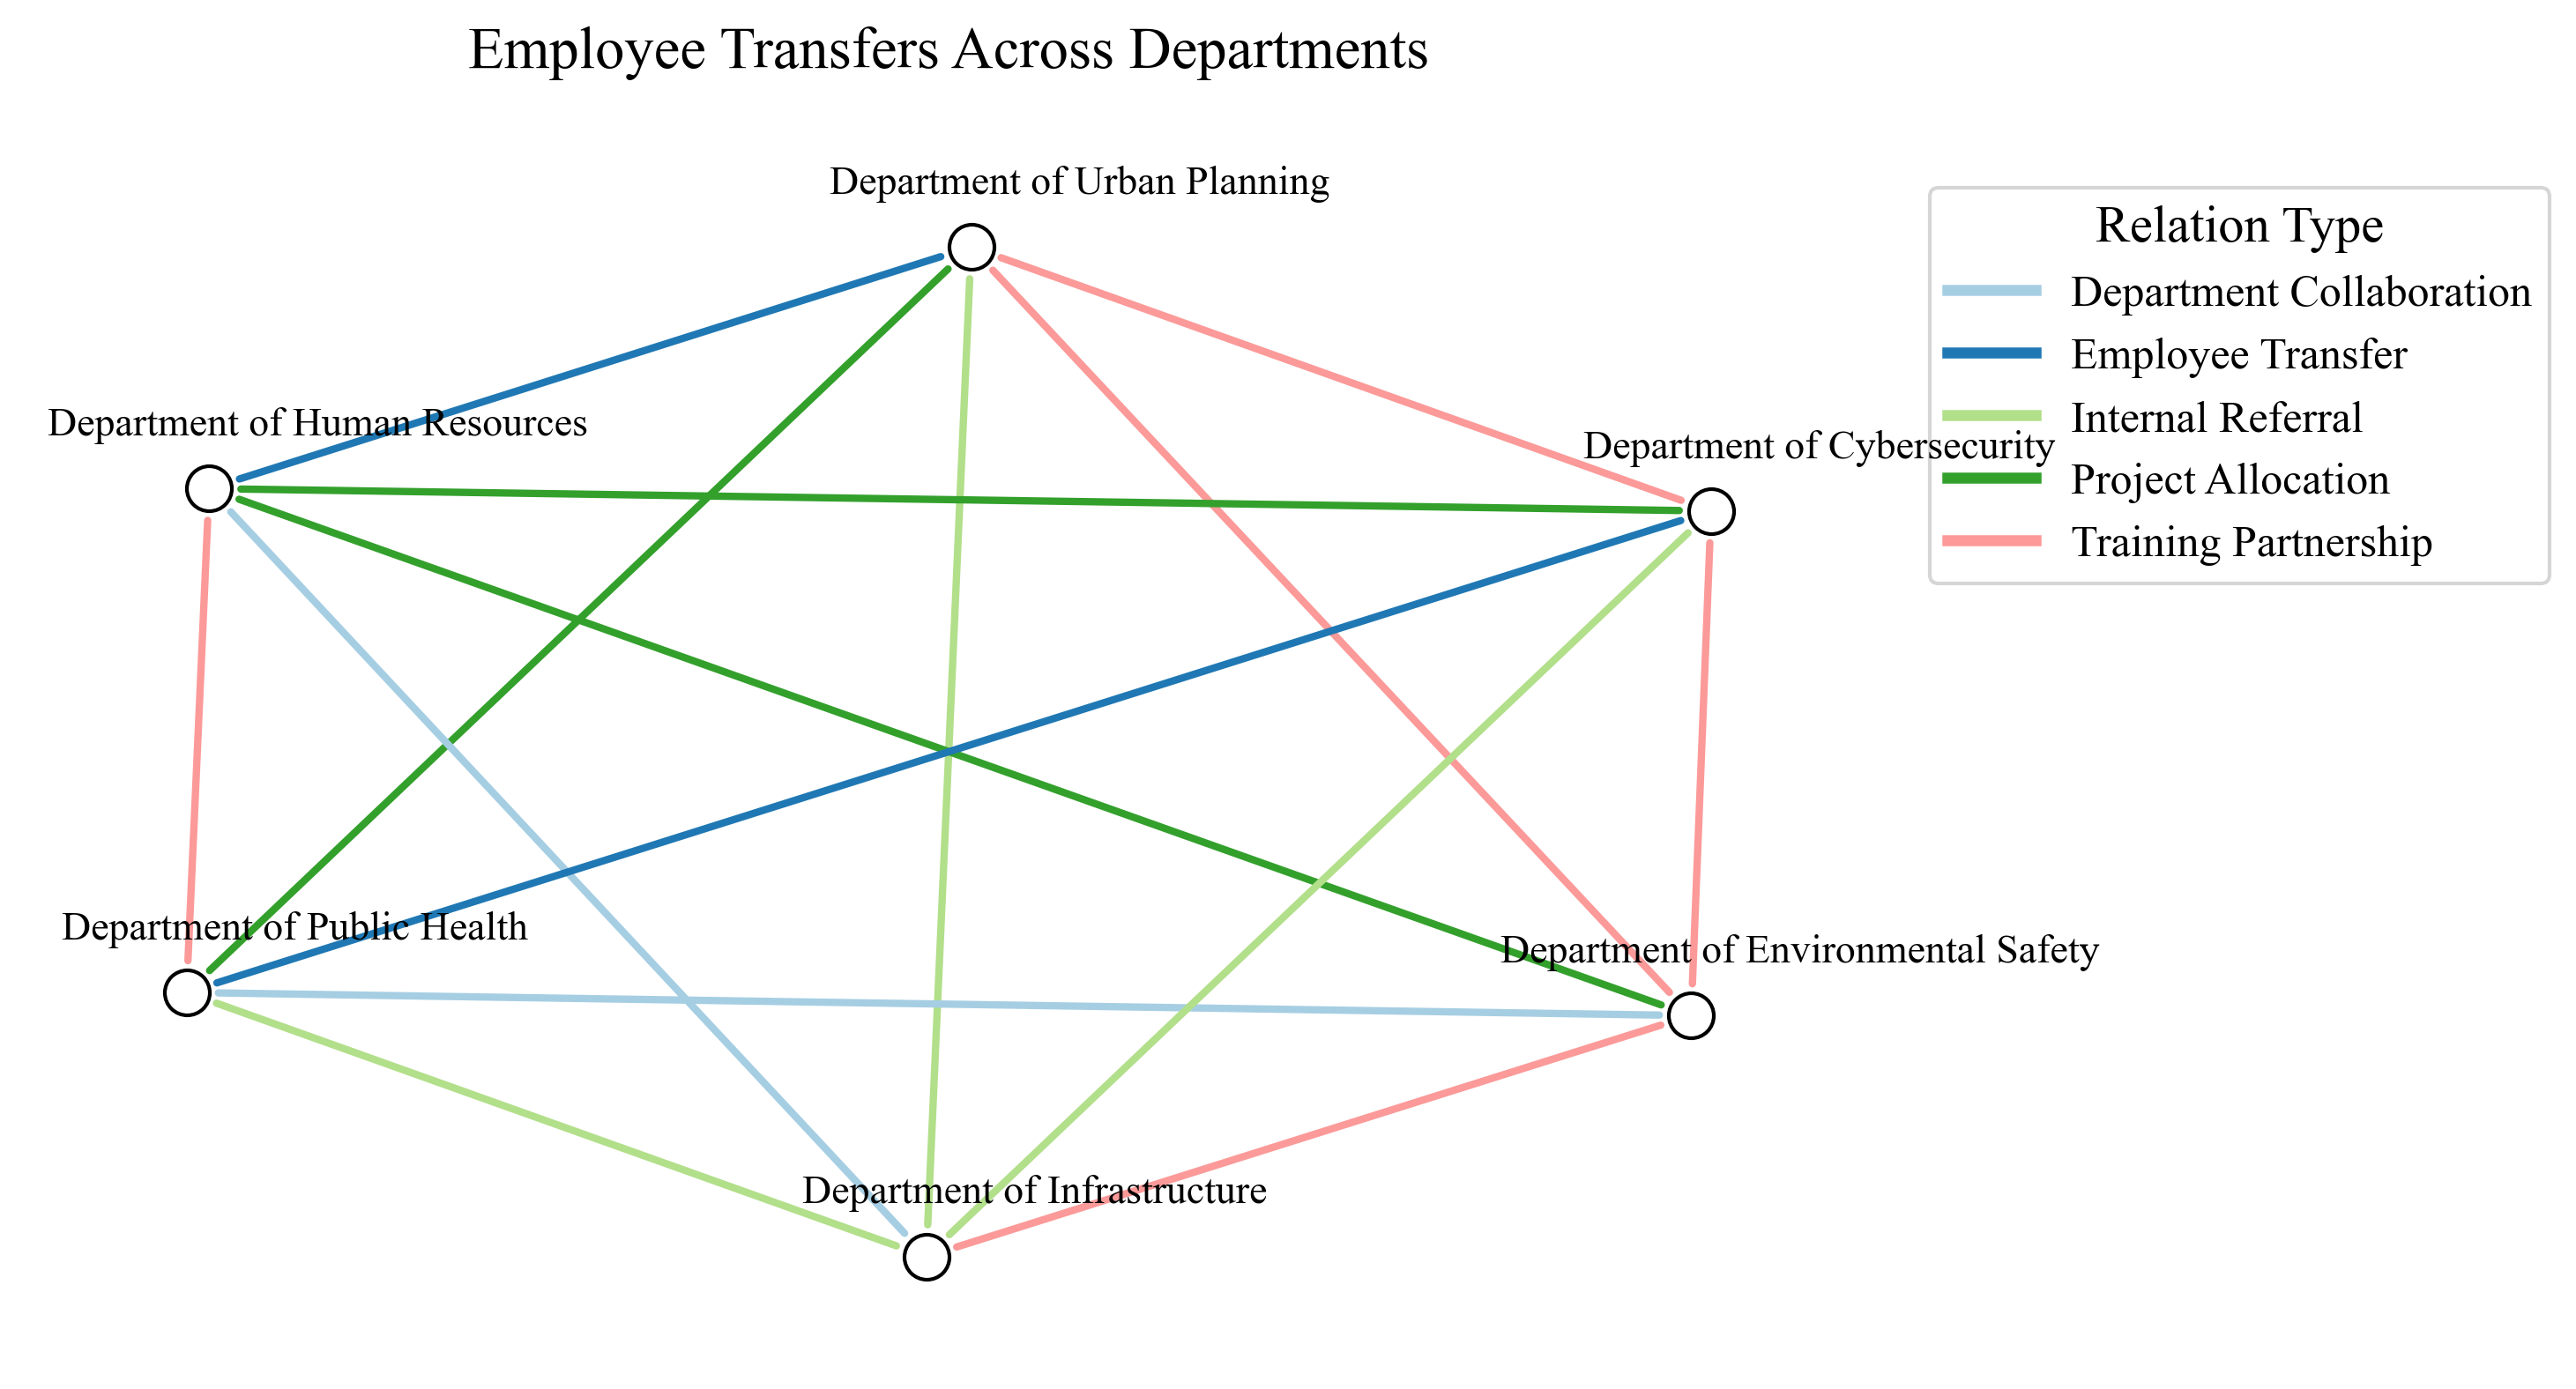 Employee Transfers Across Departments
Department of Urban Planning
Relation Type
Department Collaboration
Employee Transfer
Internal Referral
Project Allocation
Training Partnership
Department of Human Resources
Department of Cybersecurity
Department of Public Health
Department of Environmental Safety
Department of Infrastructure